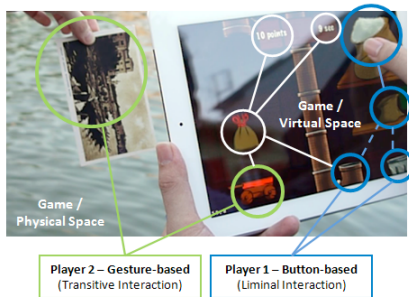 10 points
9 sec
Game /
Virtual Space
Game /
Physical Space
Player 2 – Gesture-based
(Transitive Interaction)
Player 1 – Button-based
(Liminal Interaction)